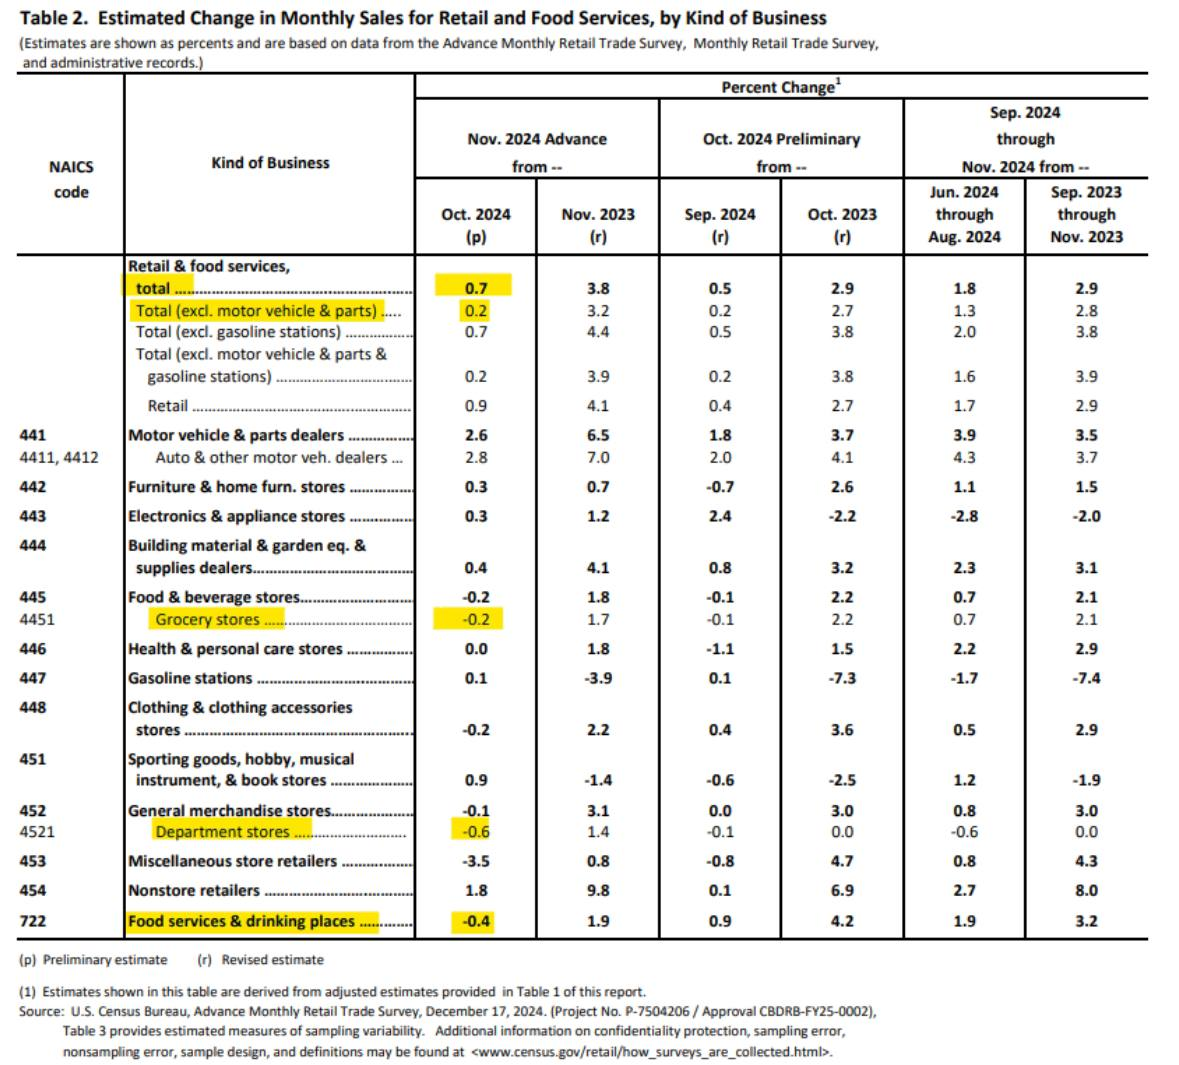 Table 2. Estimated Change in Monthly Sales for Retail and Food Services, by Kind of Business
(Estimates are shown as percents and are based on data from the Advance Monthly Retail Trade Survey, Monthly Retail Trade Survey,
and administrative records.)
Percent Change1
Sep. 2024
Nov. 2024 Advance Oct. 2024 Preliminary through
NAICS Kind of Business from -- from -- Nov. 2024 from --
code Jun. 2024 Sep. 2023
Oct. 2024 Nov. 2023 Sep. 2024 Oct. 2023 through through
(p) (r) (r) (r) Aug. 2024 Nov. 2023
Retail & food services,
total ........................................................ 0.7 3.8 0.5 2.9 1.8 2.9
Total (excl. motor vehicle & parts) ..... 0.2 3.2 0.2 2.7 1.3 2.8
Total (excl. gasoline stations) ................. 0.7 4.4 0.5 3.8 2.0 3.8
Total (excl. motor vehicle & parts &
gasoline stations) ................................. 0.2 3.9 0.2 3.8 1.6 3.9
Retail ..................................................... 0.9 4.1 0.4 2.7 1.7 2.9
441 Motor vehicle & parts dealers ................ 2.6 6.5 1.8 3.7 3.9 3.5
4411, 4412 Auto & other motor veh. dealers ... 2.8 7.0 2.0 4.1 4.3 3.7
442 Furniture & home furn. stores ............... 0.3 0.7 -0.7 2.6 1.1 1.5
443 Electronics & appliance stores ............... 0.3 1.2 2.4 -2.2 -2.8 -2.0
444 Building material & garden eq. &
supplies dealers....................................... 0.4 4.1 0.8 3.2 2.3 3.1
445 Food & beverage stores........................... -0.2 1.8 -0.1 2.2 0.7 2.1
4451 Grocery stores .................................... -0.2 1.7 -0.1 2.2 0.7 2.1
446 Health & personal care stores ................ 0.0 1.8 -1.1 1.5 2.2 2.9
447 Gasoline stations ..................................... 0.1 -3.9 0.1 -7.3 -1.7 -7.4
448 Clothing & clothing accessories
stores ...................................................... -0.2 2.2 0.4 3.6 0.5 2.9
451 Sporting goods, hobby, musical
instrument, & book stores .................... 0.9 -1.4 -0.6 -2.5 1.2 -1.9
452 General merchandise stores.................... -0.1 3.1 0.0 3.0 0.8 3.0
4521 Department stores ........................... -0.6 1.4 -0.1 0.0 -0.6 0.0
453 Miscellaneous store retailers ................. -3.5 0.8 -0.8 4.7 0.8 4.3
454 Nonstore retailers .................................... 1.8 9.8 0.1 6.9 2.7 8.0
722 Food services & drinking places ............. -0.4 1.9 0.9 4.2 1.9 3.2
(p) Preliminary estimate (r) Revised estimate
(1) Estimates shown in this table are derived from adjusted estimates provided in Table 1 of this report.
Source: U.S. Census Bureau, Advance Monthly Retail Trade Survey, December 17, 2024. (Project No. P-7504206 / Approval CBDRB-FY25-0002),
Table 3 provides estimated measures of sampling variability. Additional information on confidentiality protection, sampling error,
nonsampling error, sample design, and definitions may be found at <www.census.gov/retail/how_surveys_are_collected.html>.